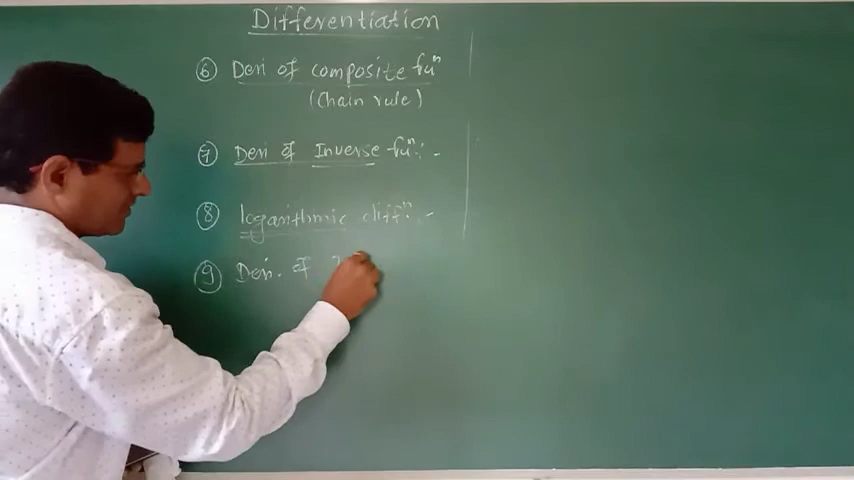 Differentiation
⑥ Deri of composite fuⁿ
(Chain rule)
⑦ Deri of Inverse fuⁿ:-
⑧ logarithmic diffⁿ:-
⑨ Deri. of